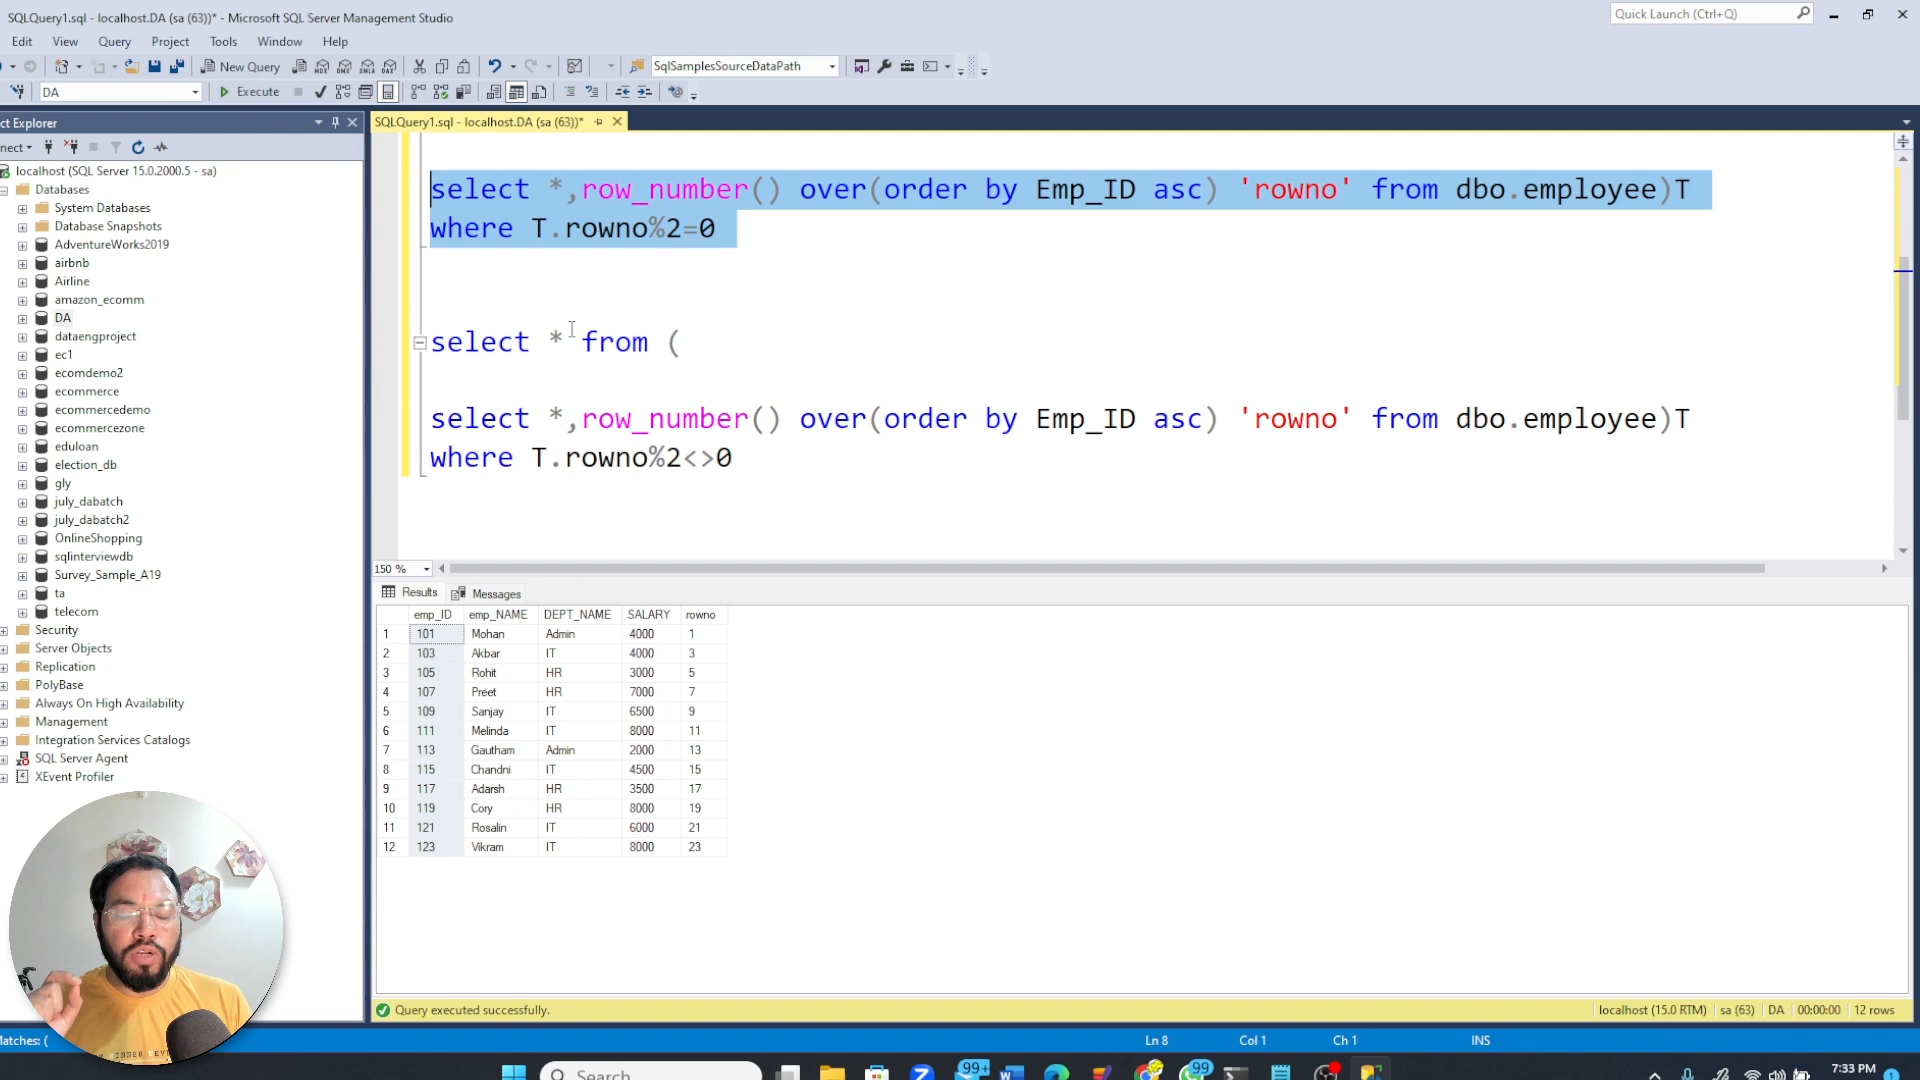 SQLQuery1.sql - localhost.DA (sa (63))* - Microsoft SQL Server Management Studio
Quick Launch (Ctrl+Q)
Edit View Query Project Tools Window Help
New Query
SqlSamplesSourceDataPath
DA
Execute
ct Explorer
SQLQuery1.sql - localhost.DA (sa (63))*
nect
localhost (SQL Server 15.0.2000.5 - sa)
Databases
System Databases
Database Snapshots
AdventureWorks2019
airbnb
Airline
amazon_ecomm
DA
dataengproject
ec1
ecomdemo2
ecommerce
ecommercedemo
ecommercezone
eduloan
election_db
gly
july_dabatch
july_dabatch2
OnlineShopping
sqlinterviewdb
Survey_Sample_A19
ta
telecom
Security
Server Objects
Replication
PolyBase
Always On High Availability
Management
Integration Services Catalogs
SQL Server Agent
XEvent Profiler
select *,row_number() over(order by Emp_ID asc) 'rowno' from dbo.employee)T
where T.rowno%2=0
select * from (
select *,row_number() over(order by Emp_ID asc) 'rowno' from dbo.employee)T
where T.rowno%2<>0
150 %
Results Messages
emp_ID emp_NAME DEPT_NAME SALARY rowno
1 101 Mohan Admin 4000 1
2 103 Akbar IT 4000 3
3 105 Rohit HR 3000 5
4 107 Preet HR 7000 7
5 109 Sanjay IT 6500 9
6 111 Melinda IT 8000 11
7 113 Gautham Admin 2000 13
8 115 Chandni IT 4500 15
9 117 Adarsh HR 3500 17
10 119 Cory HR 8000 19
11 121 Rosalin IT 6000 21
12 123 Vikram IT 8000 23
Query executed successfully.
localhost (15.0 RTM) sa (63) DA 00:00:00 12 rows
atches: (
Ln 8 Col 1 Ch 1 INS
Search
99+
99
7:33 PM
1